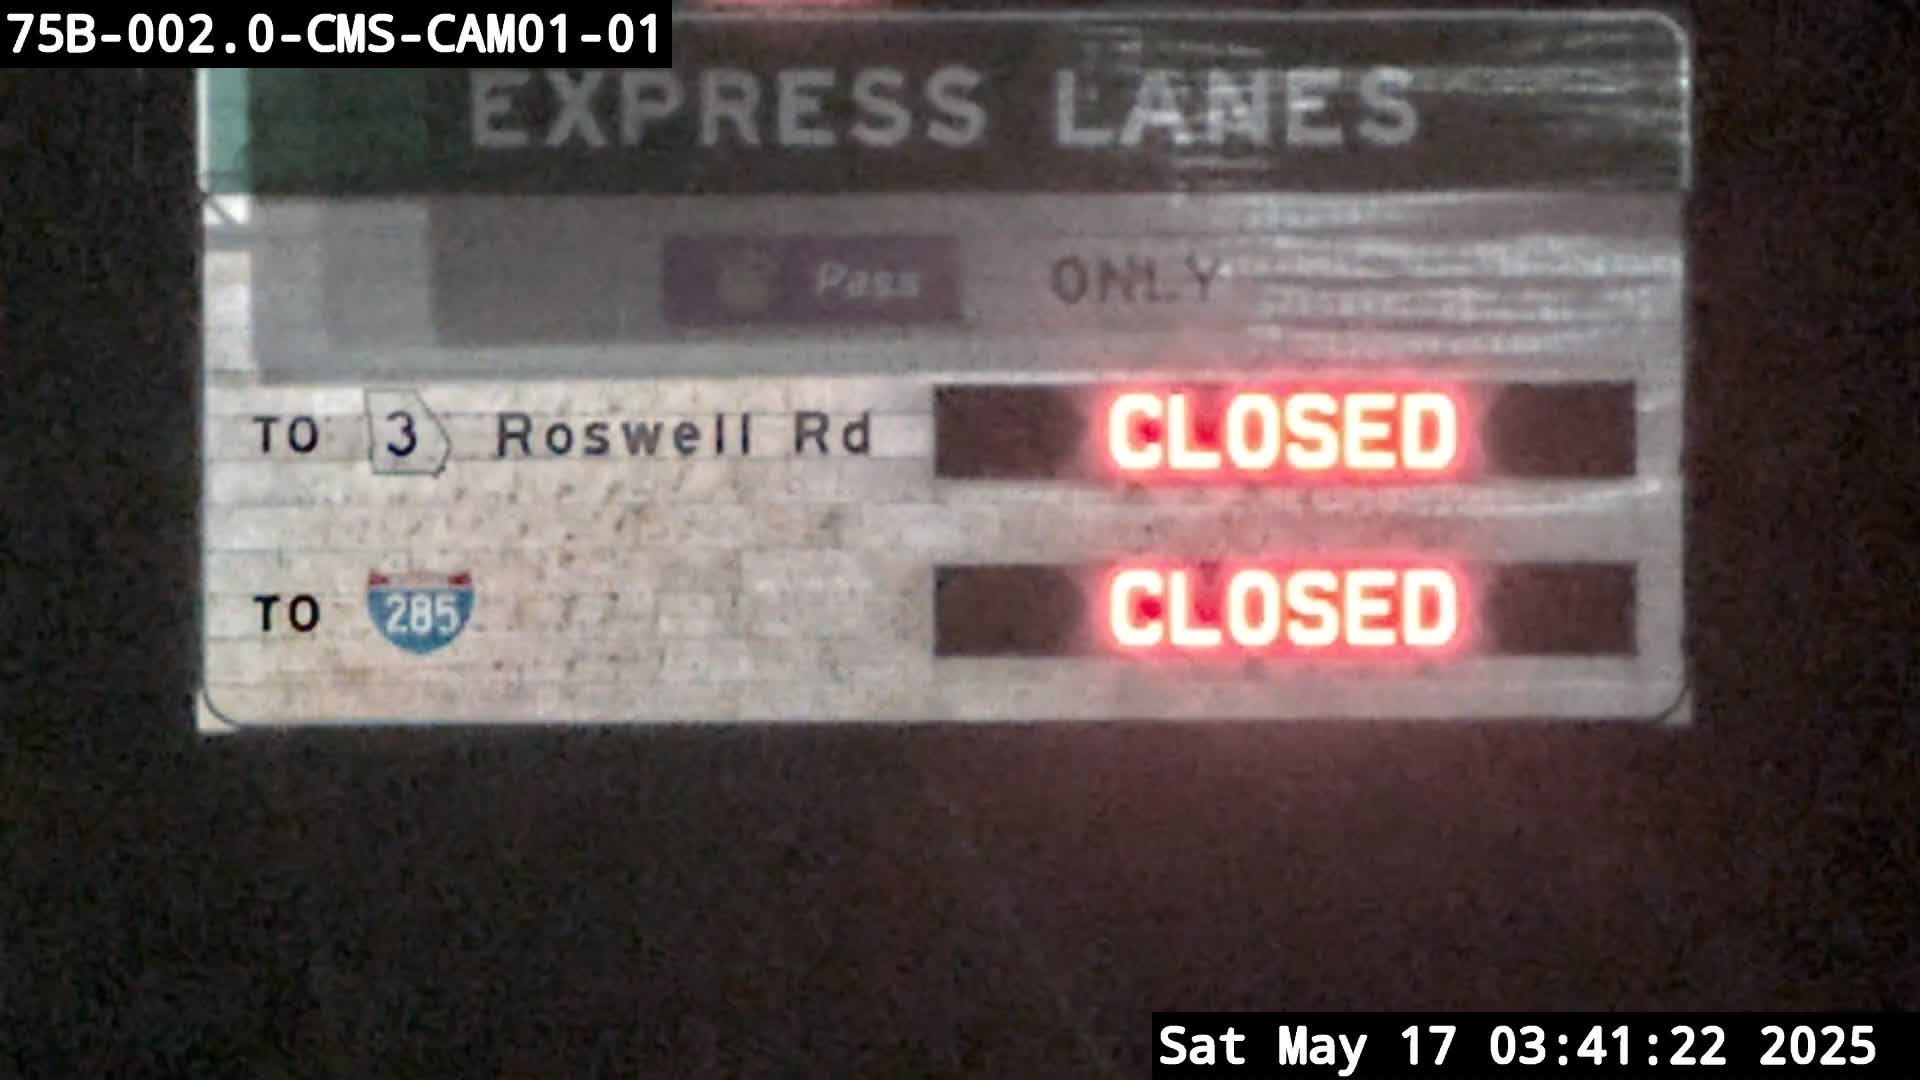 75B-002.0-CMS-CAM01-01
EXPRESS LANES
Pass ONLY
TO 3 Roswell Rd CLOSED
TO 285 CLOSED
Sat May 17 03:41:22 2025